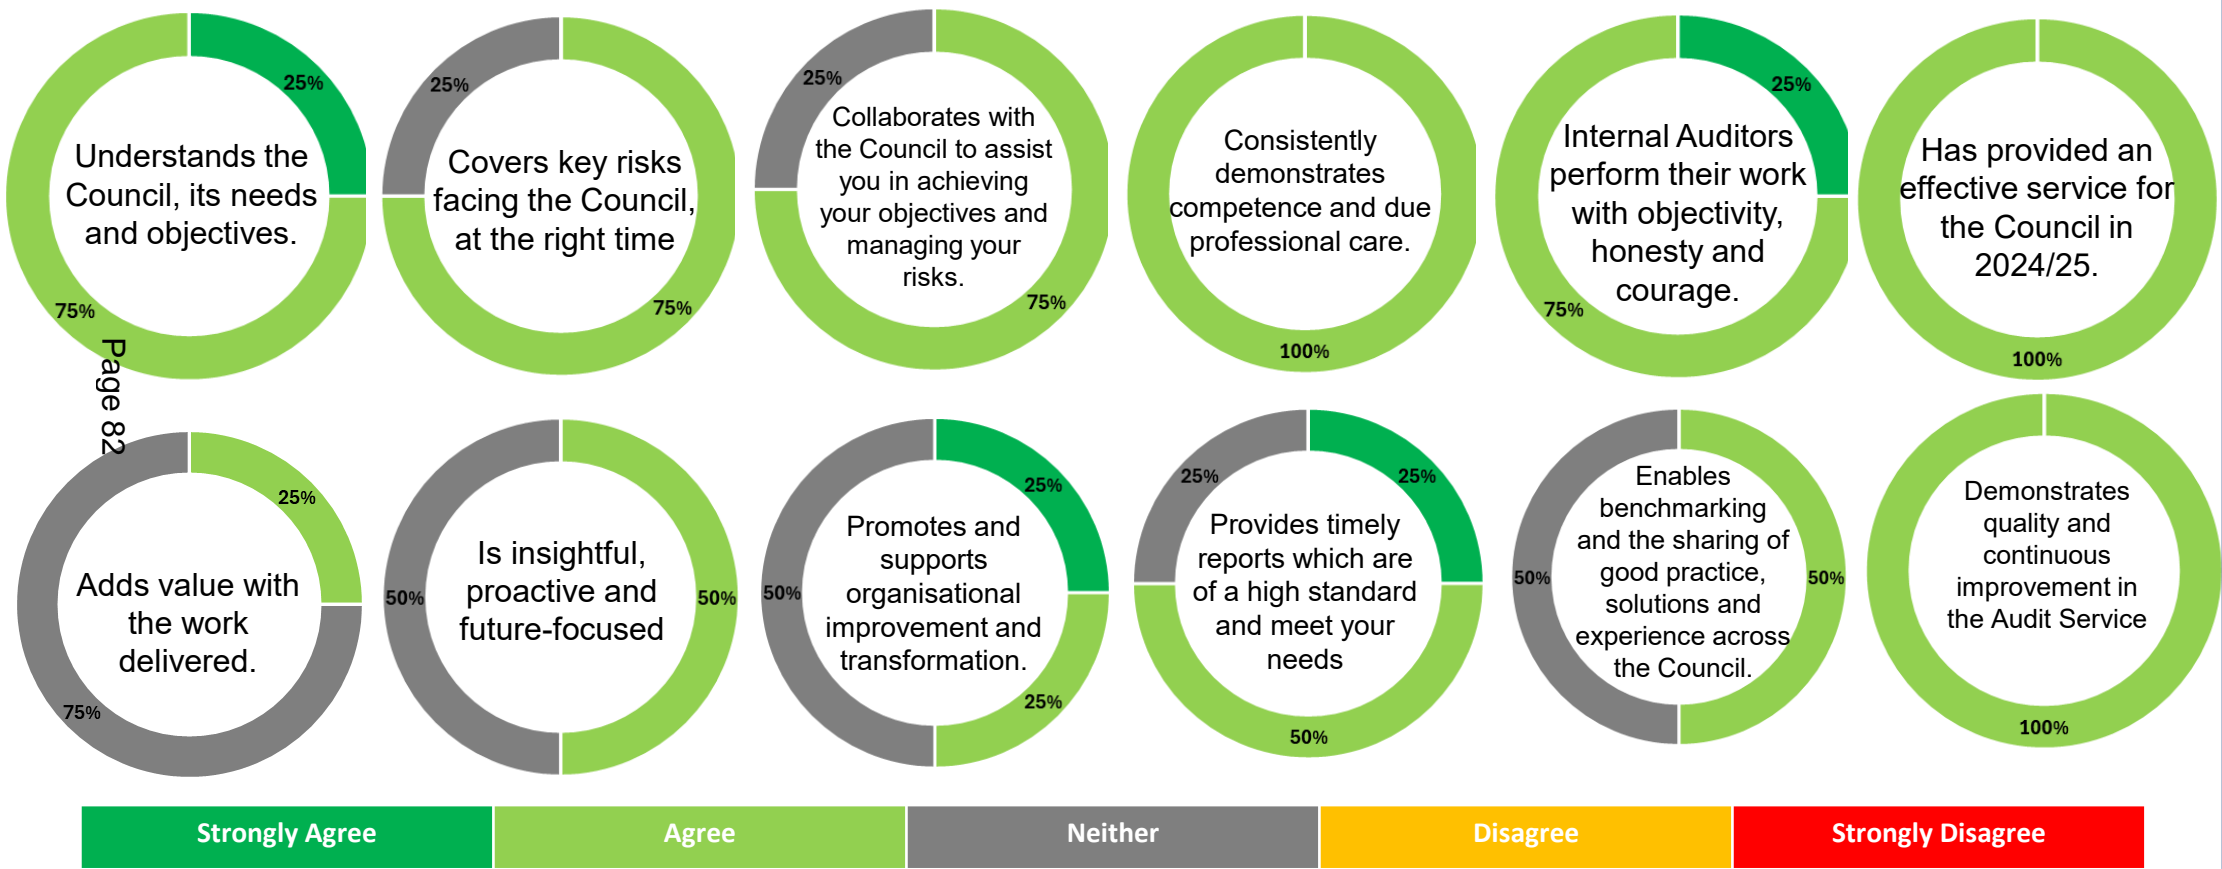 25%
Understands the
Council, its needs
and objectives.
75%
25%
Covers key risks
facing the Council,
at the right time
75%
25%
Collaborates with
the Council to assist
you in achieving
your objectives and
managing your
risks.
75%
Consistently
demonstrates
competence and due
professional care.
100%
25%
Internal Auditors
perform their work
with objectivity,
honesty and
courage.
75%
Has provided an
effective service for
the Council in
2024/25.
100%
Page 82
25%
Adds value with
the work
delivered.
75%
Is insightful,
proactive and
future-focused
50%
50%
25%
Promotes and
supports
organisational
improvement and
transformation.
50%
25%
25%
25%
Provides timely
reports which are
of a high standard
and meet your
needs
50%
Enables
benchmarking
and the sharing of
good practice,
solutions and
experience across
the Council.
50%
50%
Demonstrates
quality and
continuous
improvement in
the Audit Service
100%
Strongly Agree
Agree
Neither
Disagree
Strongly Disagree